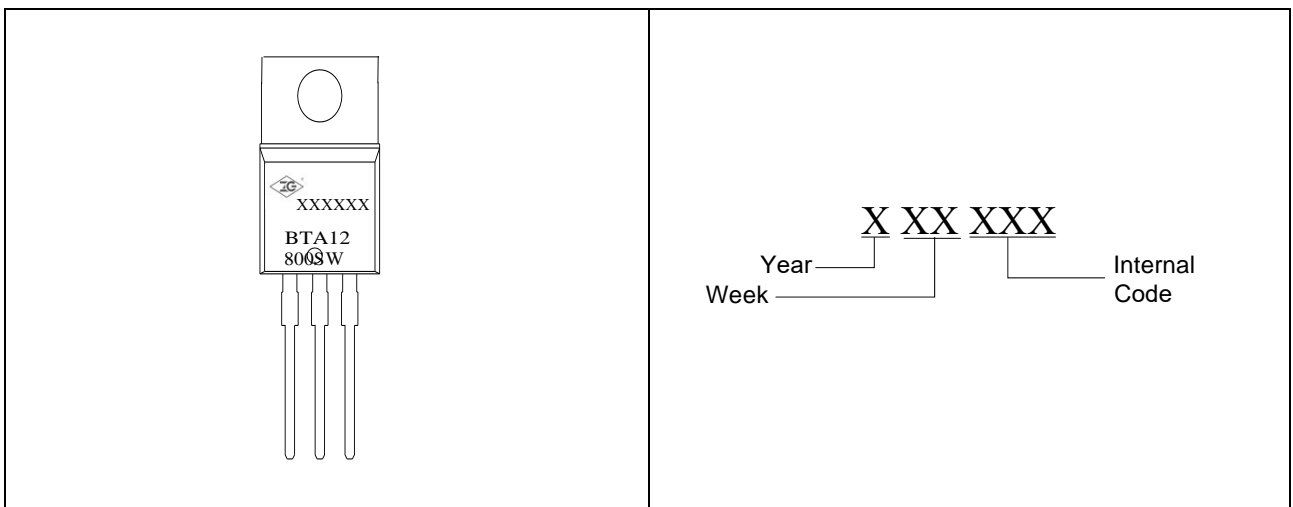 XXXXXX
BTA12
800SW
X XX XXX
Year
Week
Internal
Code